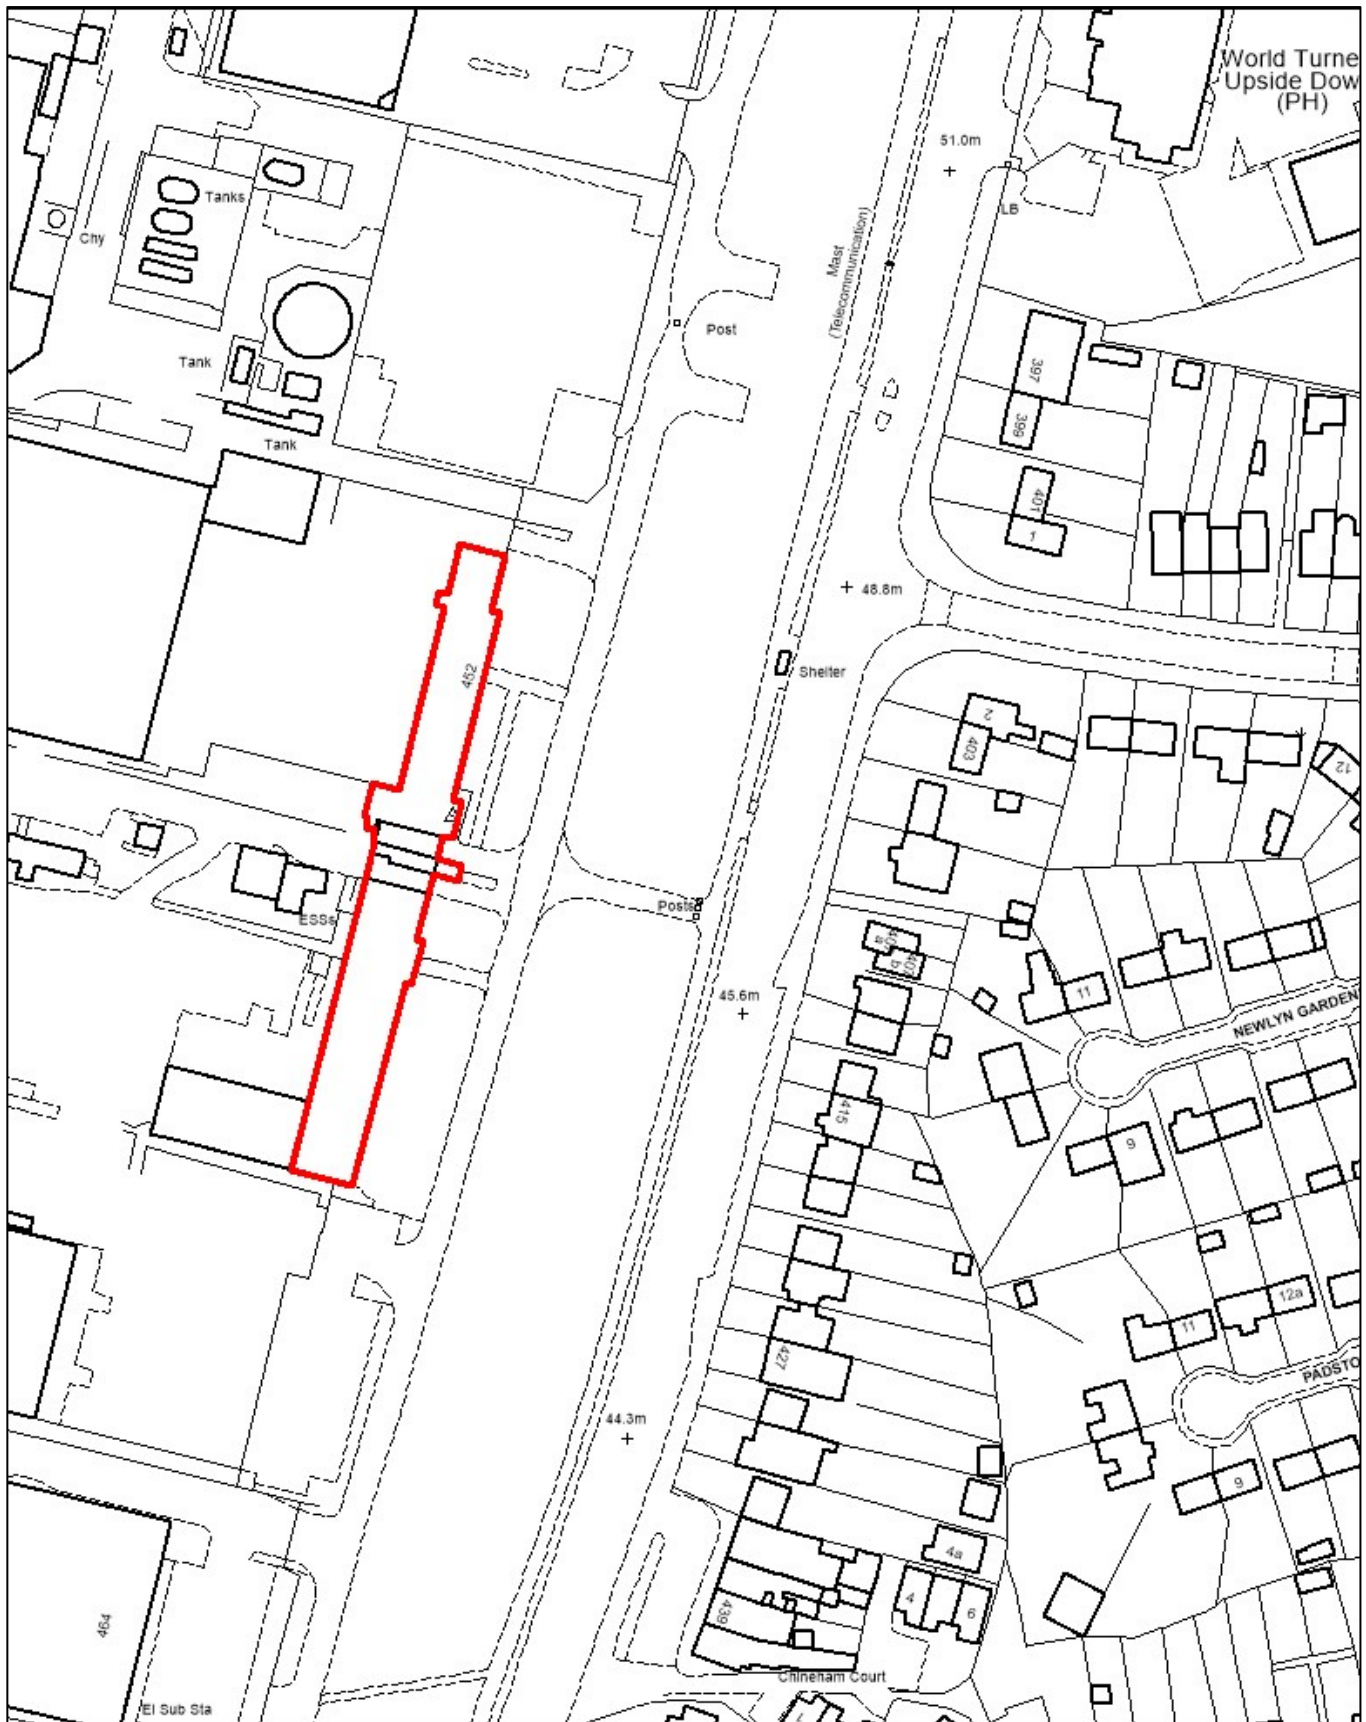 World Turne
Upside Dow
(PH)
51.0m
LB
Tanks
Chy
Mast
(Telecommunication)
Post
Tank
397
399
Tank
401
1
48.8m
452
Shelter
2
403
12
ESSs
Posts
11
45.6m
NEWLYN GARDEN
415
9
12a
11
427
PADSTO
44.3m
9
4a
4
6
439
464
Chineham Court
El Sub Sta